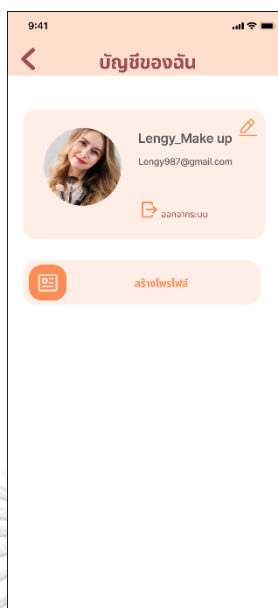 9:41
บัญชีของฉัน
Lengy_Make up
Lengy987@gmail.com
ออกจากระบบ
สร้างโพรไฟล์